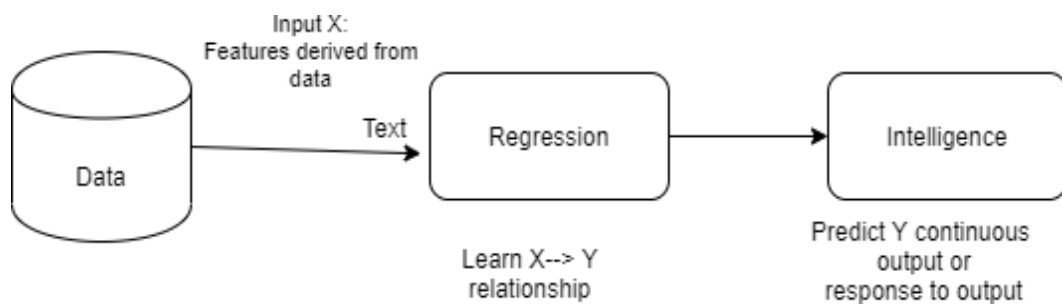 Input X:
Features derived from
data
Text
Data
Regression
Intelligence
Learn X--> Y
relationship
Predict Y continuous
output or
response to output